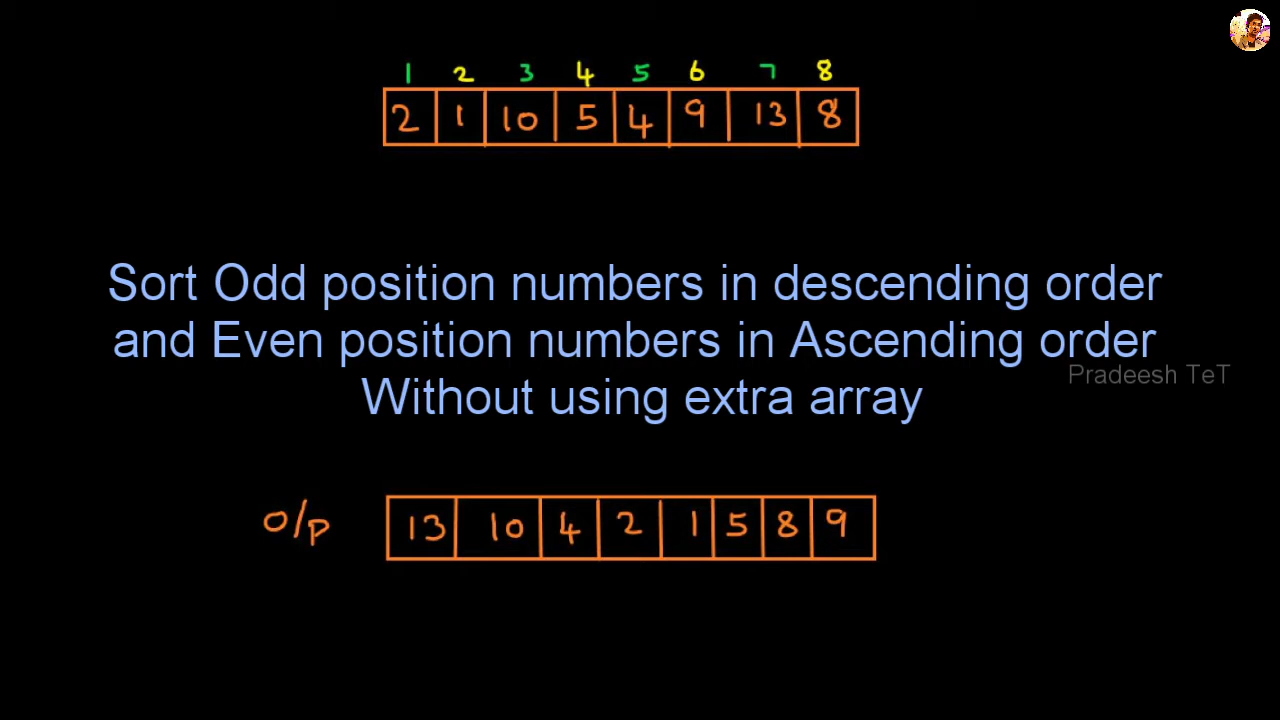 1 2 3 4 5 6 7 8
2 1 10 5 4 9 13 8
Sort Odd position numbers in descending order
and Even position numbers in Ascending order
Pradeesh TeT
Without using extra array
O/P 13 10 4 2 1 5 8 9